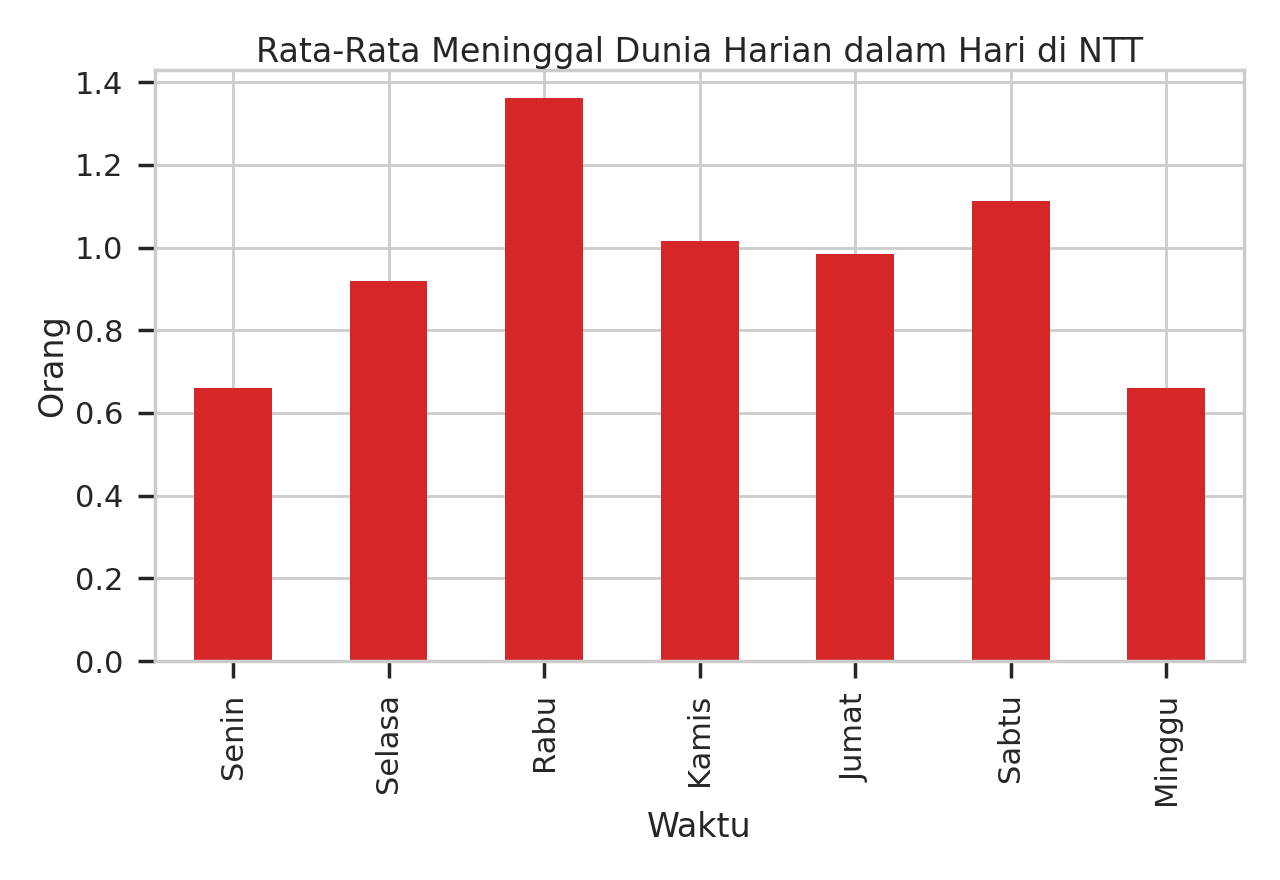 Rata-Rata Meninggal Dunia Harian dalam Hari di NTT
1.4
1.2
1.0
0.8
0.6
0.4
0.2
0.0
Orang
Senin
Selasa
Rabu
Kamis
Jumat
Sabtu
Minggu
Waktu